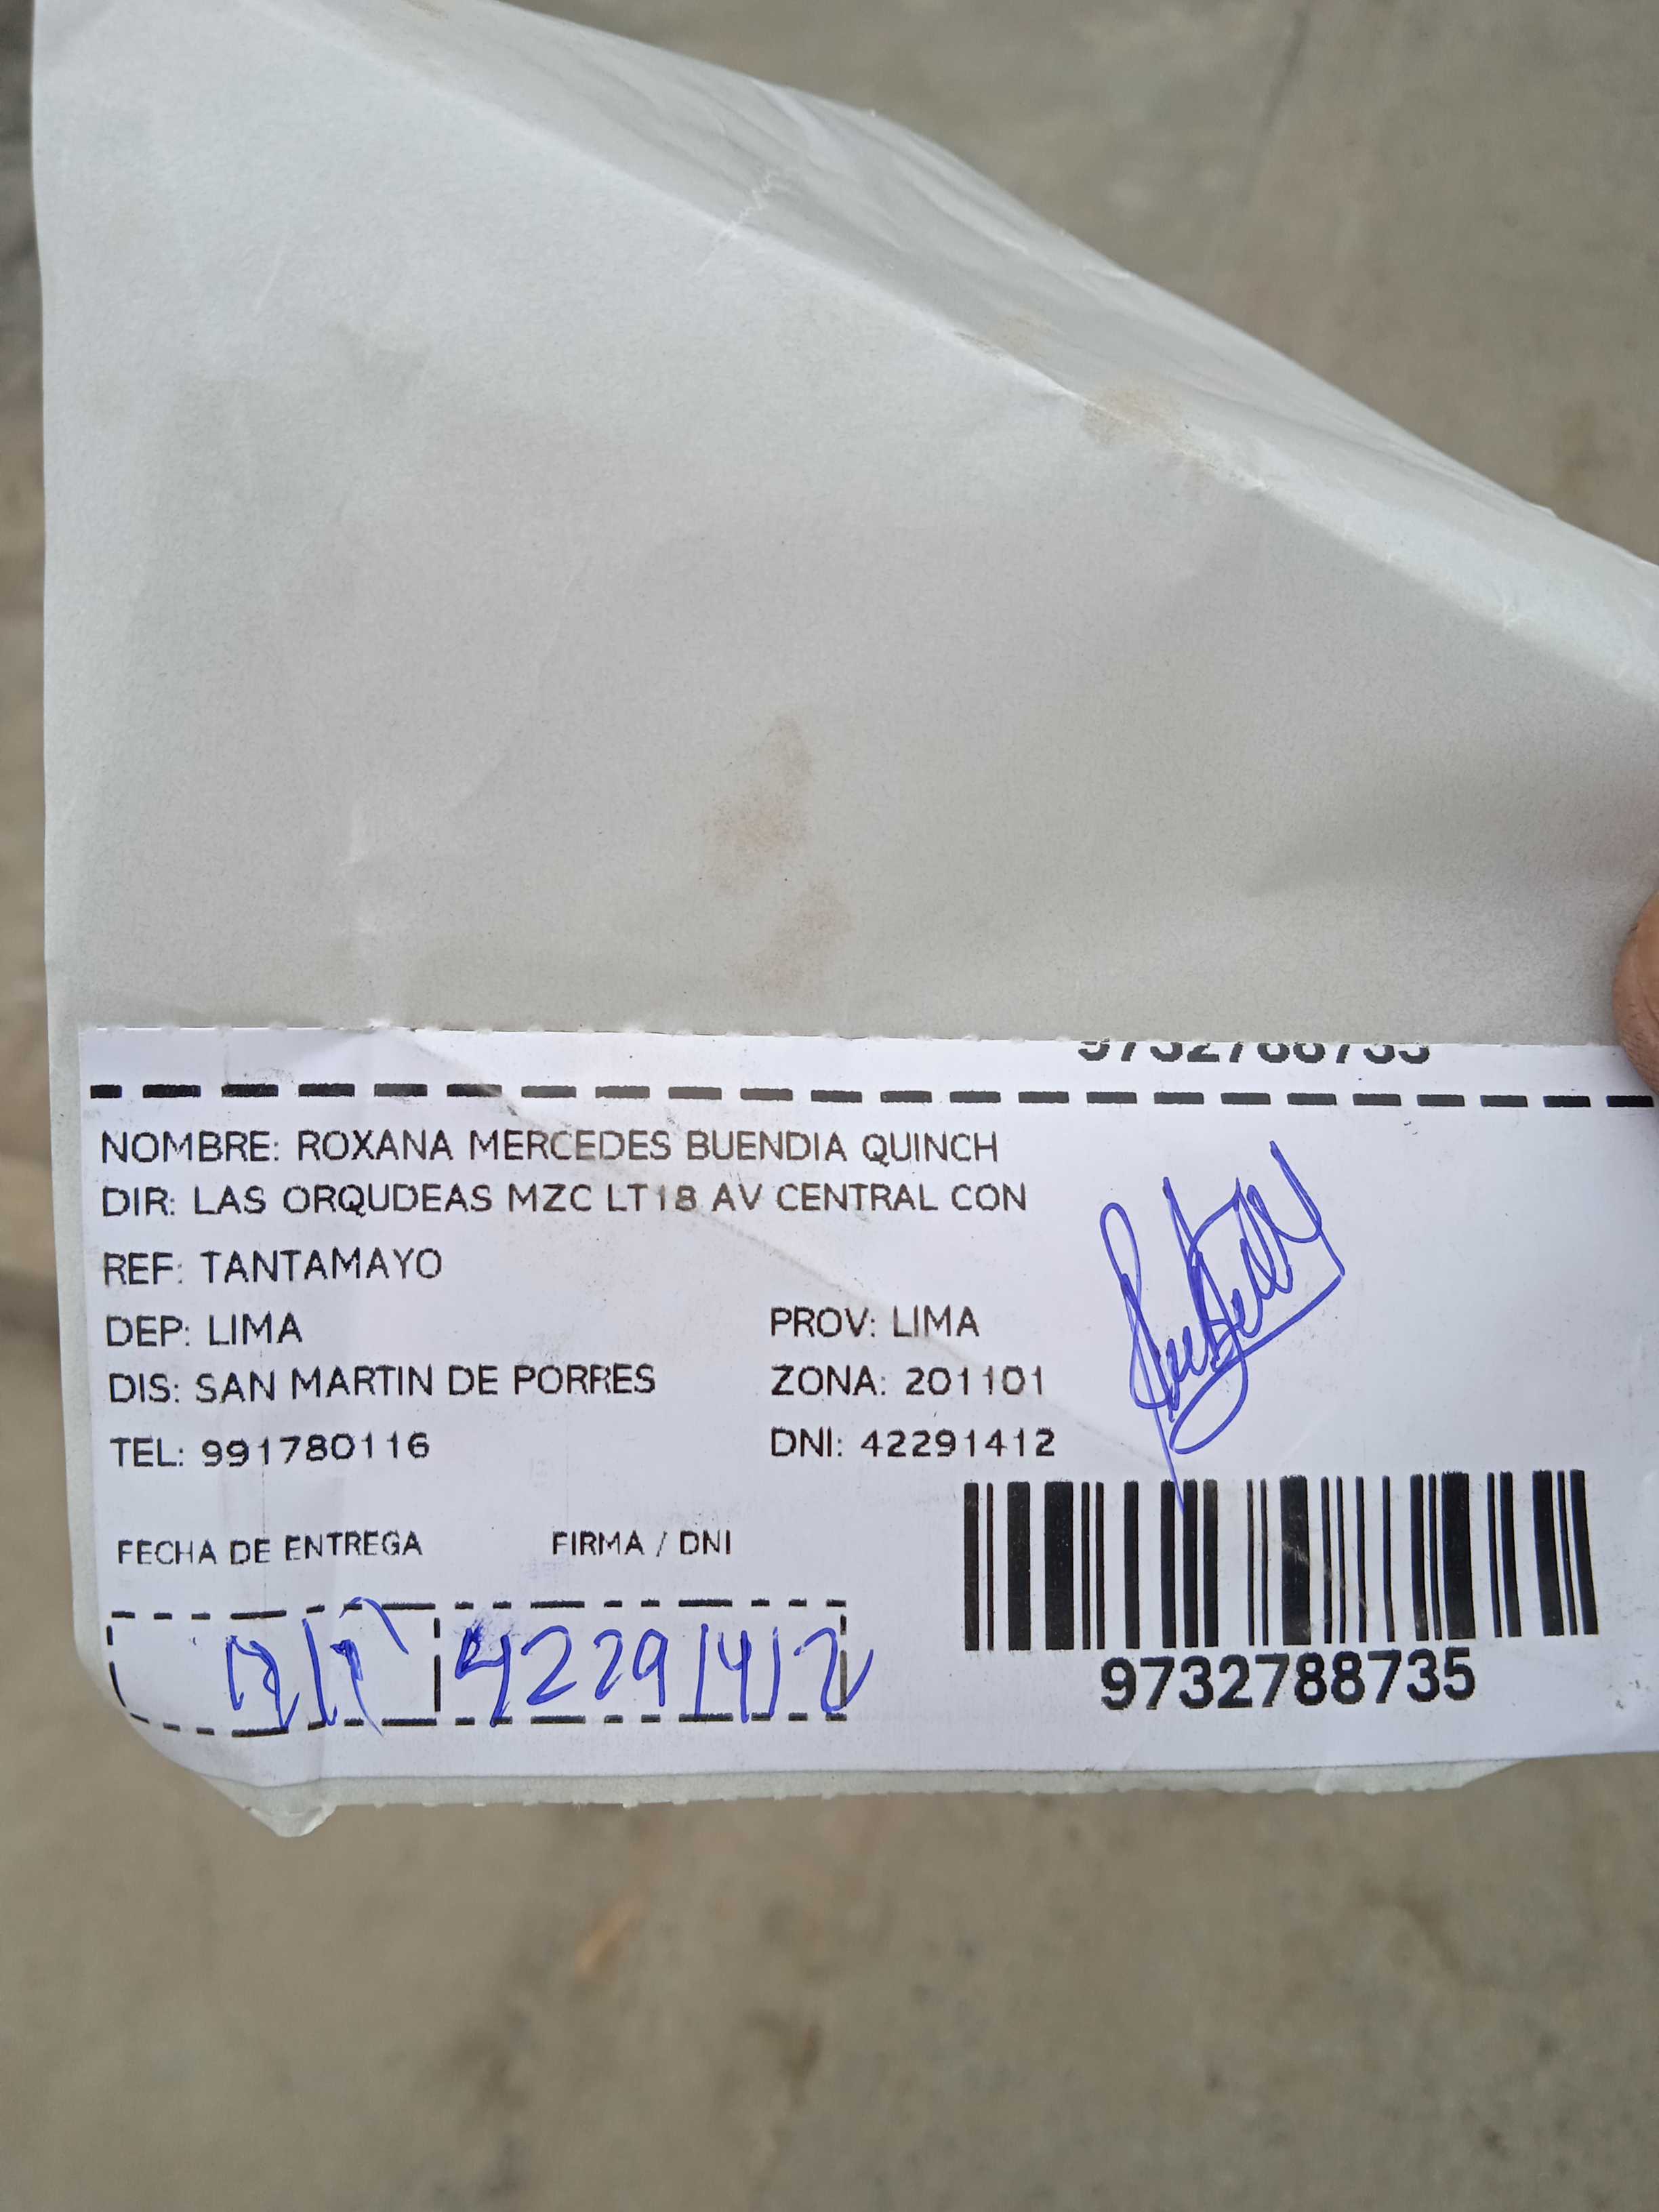 9732788735
NOMBRE: ROXANA MERCEDES BUENDIA QUINCH
DIR: LAS ORQUDEAS MZC LT18 AV CENTRAL CON
REF: TANTAMAYO
DEP: LIMA PROV: LIMA
DIS: SAN MARTIN DE PORRES ZONA: 201101
TEL: 991780116 DNI: 42291412
FECHA DE ENTREGA FIRMA / DNI
42291412
9732788735